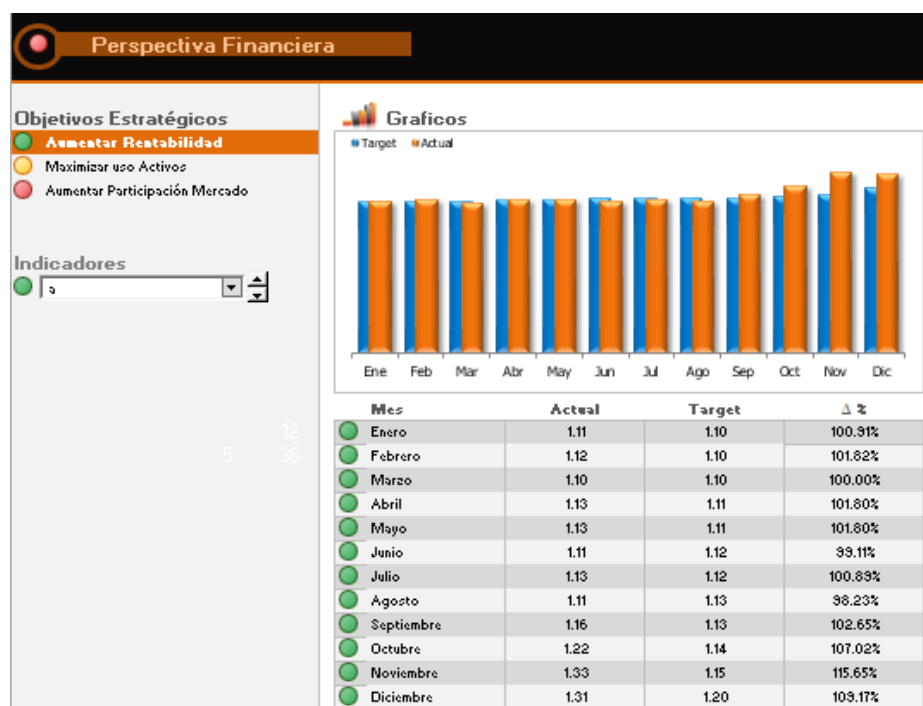 Perspectiva Financiera
Objetivos Estratégicos
Aumentar Rentabilidad
Maximizar uso Activos
Aumentar Participación Mercado
Indicadores
a
12
5 36
Graficos
Target Actual
Ene Feb Mar Abr May Jun Jul Ago Sep Oct Nov Dic
Mes Actual Target Δ %
Enero 1.11 1.10 100.91%
Febrero 1.12 1.10 101.82%
Marzo 1.10 1.10 100.00%
Abril 1.13 1.11 101.80%
Mayo 1.13 1.11 101.80%
Junio 1.11 1.12 99.11%
Julio 1.13 1.12 100.89%
Agosto 1.11 1.13 98.23%
Septiembre 1.16 1.13 102.65%
Octubre 1.22 1.14 107.02%
Noviembre 1.33 1.15 115.65%
Diciembre 1.31 1.20 109.17%